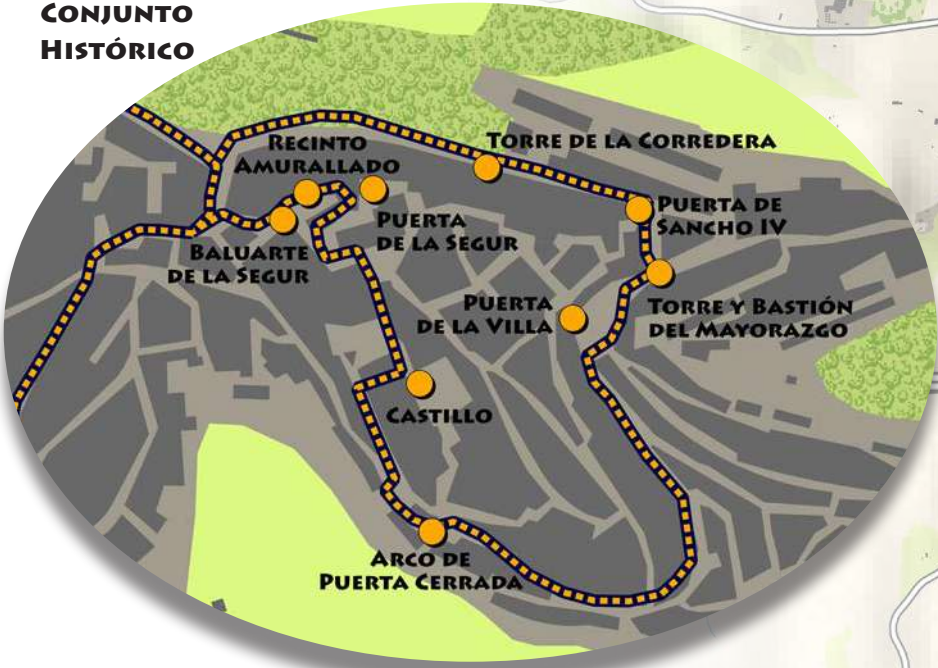 CONJUNTO
HISTÓRICO
TORRE DE LA CORREDERA
RECINTO
AMURALLADO
PUERTA
DE LA SEGUR
PUERTA DE
SANCHO IV
BALUARTE
DE LA SEGUR
PUERTA
DE LA VILLA
TORRE Y BASTIÓN
DEL MAYORAZGO
CASTILLO
ARCO DE
PUERTA CERRADA